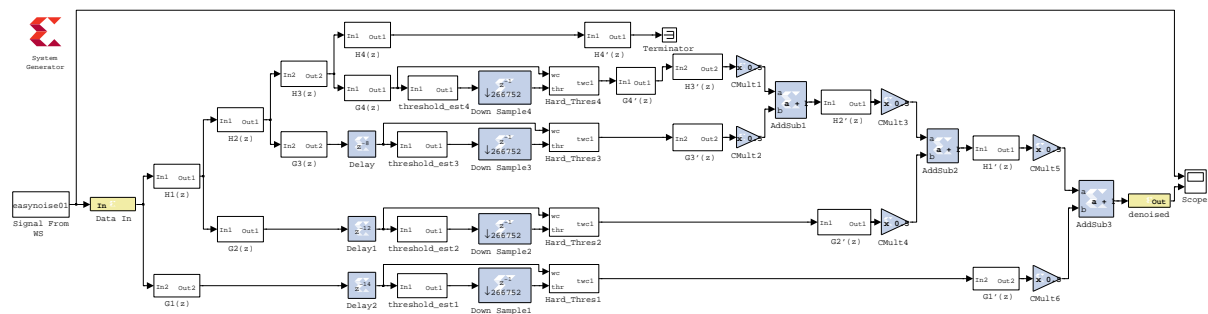 System
Generator
easynoise01
Signal From
WS
In
Data In
In1 Out1
H1(z)
In1 Out2
G1(z)
In1 Out1
H2(z)
In1 Out1
G2(z)
In1 Out2
H3(z)
In2 Out2
G3(z)
In1 Out1
H4(z)
In1 Out1
G4(z)
z-8
Delay
z-12
Delay1
z-14
Delay2
In1 Out1
threshold_est4
In1 Out1
threshold_est3
In1 Out1
threshold_est2
In1 Out1
threshold_est1
z-1
↓266752
Down Sample4
z-1
↓266752
Down Sample3
z-1
↓266752
Down Sample2
z-1
↓266752
Down Sample1
wc
thr
twc1
Hard_Thres4
wc
thr
twc1
Hard_Thres3
wc
thr
twc1
Hard_Thres2
wc
thr
twc1
Hard_Thres1
In1 Out1
H4'(z)
Terminator
In1 Out1
G4'(z)
In2 Out2
H3'(z)
In2 Out2
G3'(z)
x 0.5
CMult1
x 0.5
CMult2
a
b
a +
AddSub1
In1 Out1
H2'(z)
In1 Out1
G2'(z)
x 0.5
CMult3
x 0.5
CMult4
a
b
a +
AddSub2
In1 Out1
H1'(z)
In2 Out1
G1'(z)
x 0.5
CMult5
x 0.5
CMult6
a
b
a +
AddSub3
Out
denoised
Scope